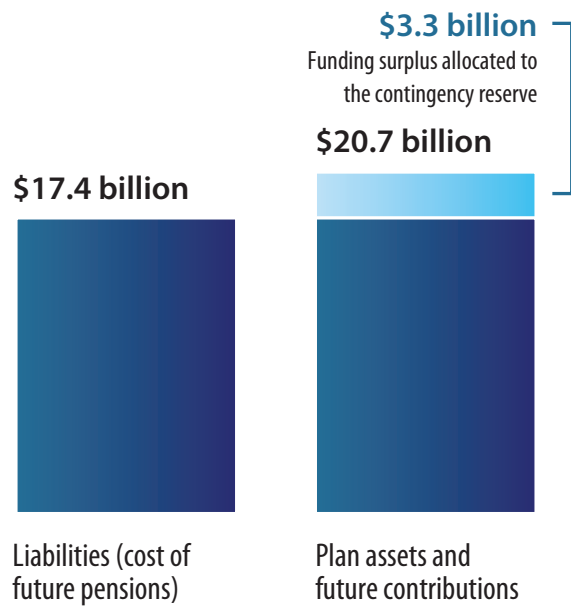 $3.3 billion
Funding surplus allocated to
the contingency reserve
$20.7 billion
$17.4 billion
Liabilities (cost of
future pensions)
Plan assets and
future contributions